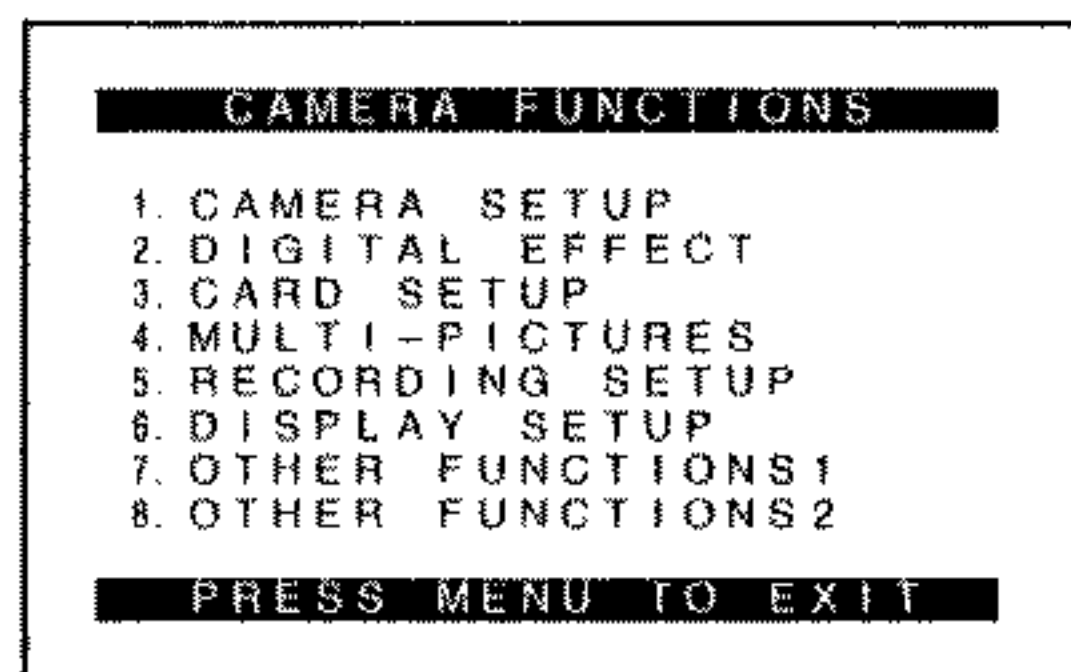 CAMERA FUNCTIONS
1. CAMERA SETUP
2. DIGITAL EFFECT
3. CARD SETUP
4. MULTI-PICTURES
5. RECORDING SETUP
6. DISPLAY SETUP
7. OTHER FUNCTIONS1
8. OTHER FUNCTIONS2
PRESS MENU TO EXIT